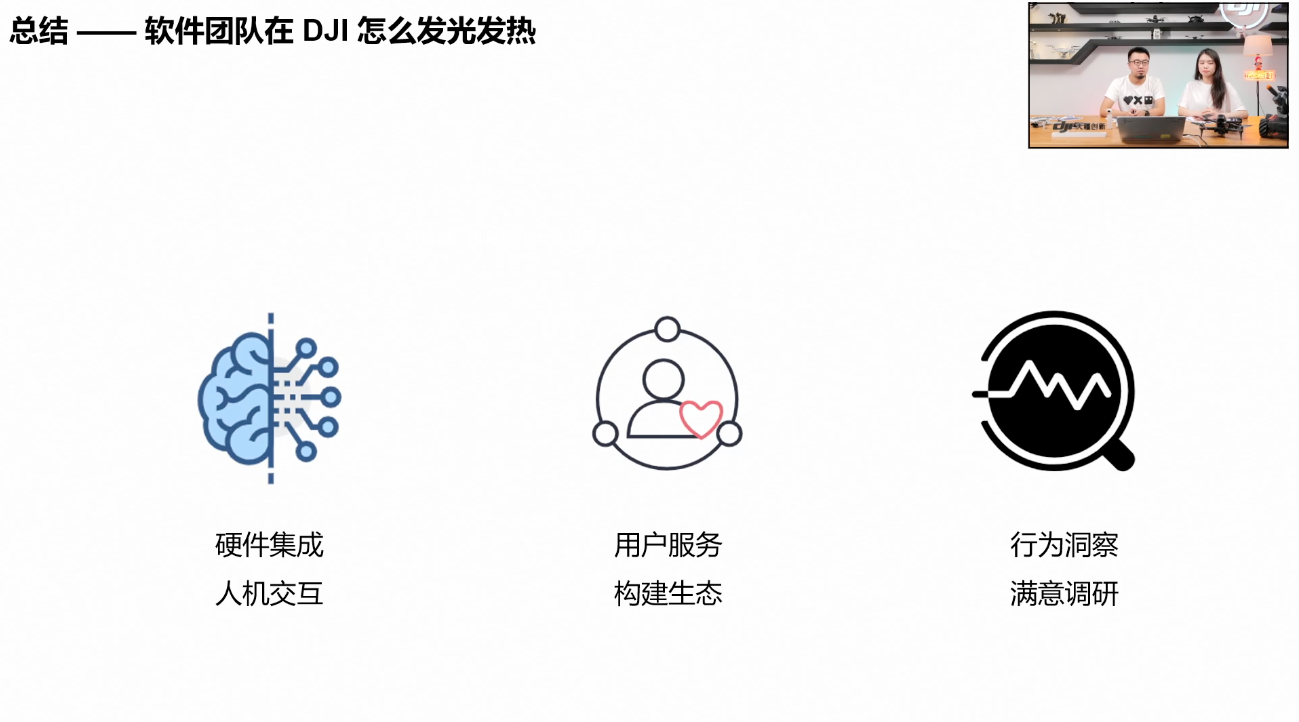 总结 —— 软件团队在 DJI 怎么发光发热
硬件集成
人机交互
用户服务
构建生态
行为洞察
满意调研